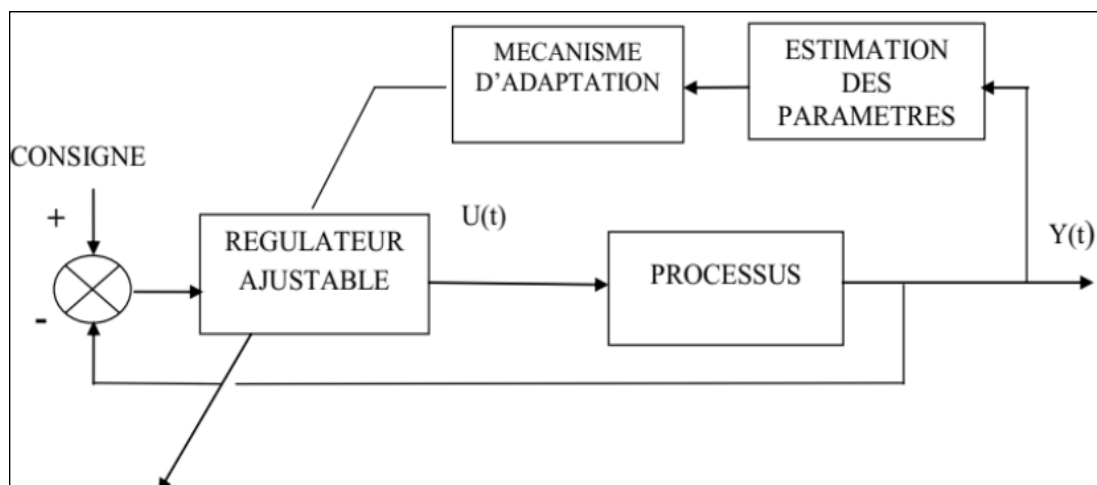 MECANISME
D'ADAPTATION
ESTIMATION
DES
PARAMETRES
CONSIGNE
+
-
REGULATEUR
AJUSTABLE
U(t)
PROCESSUS
Y(t)